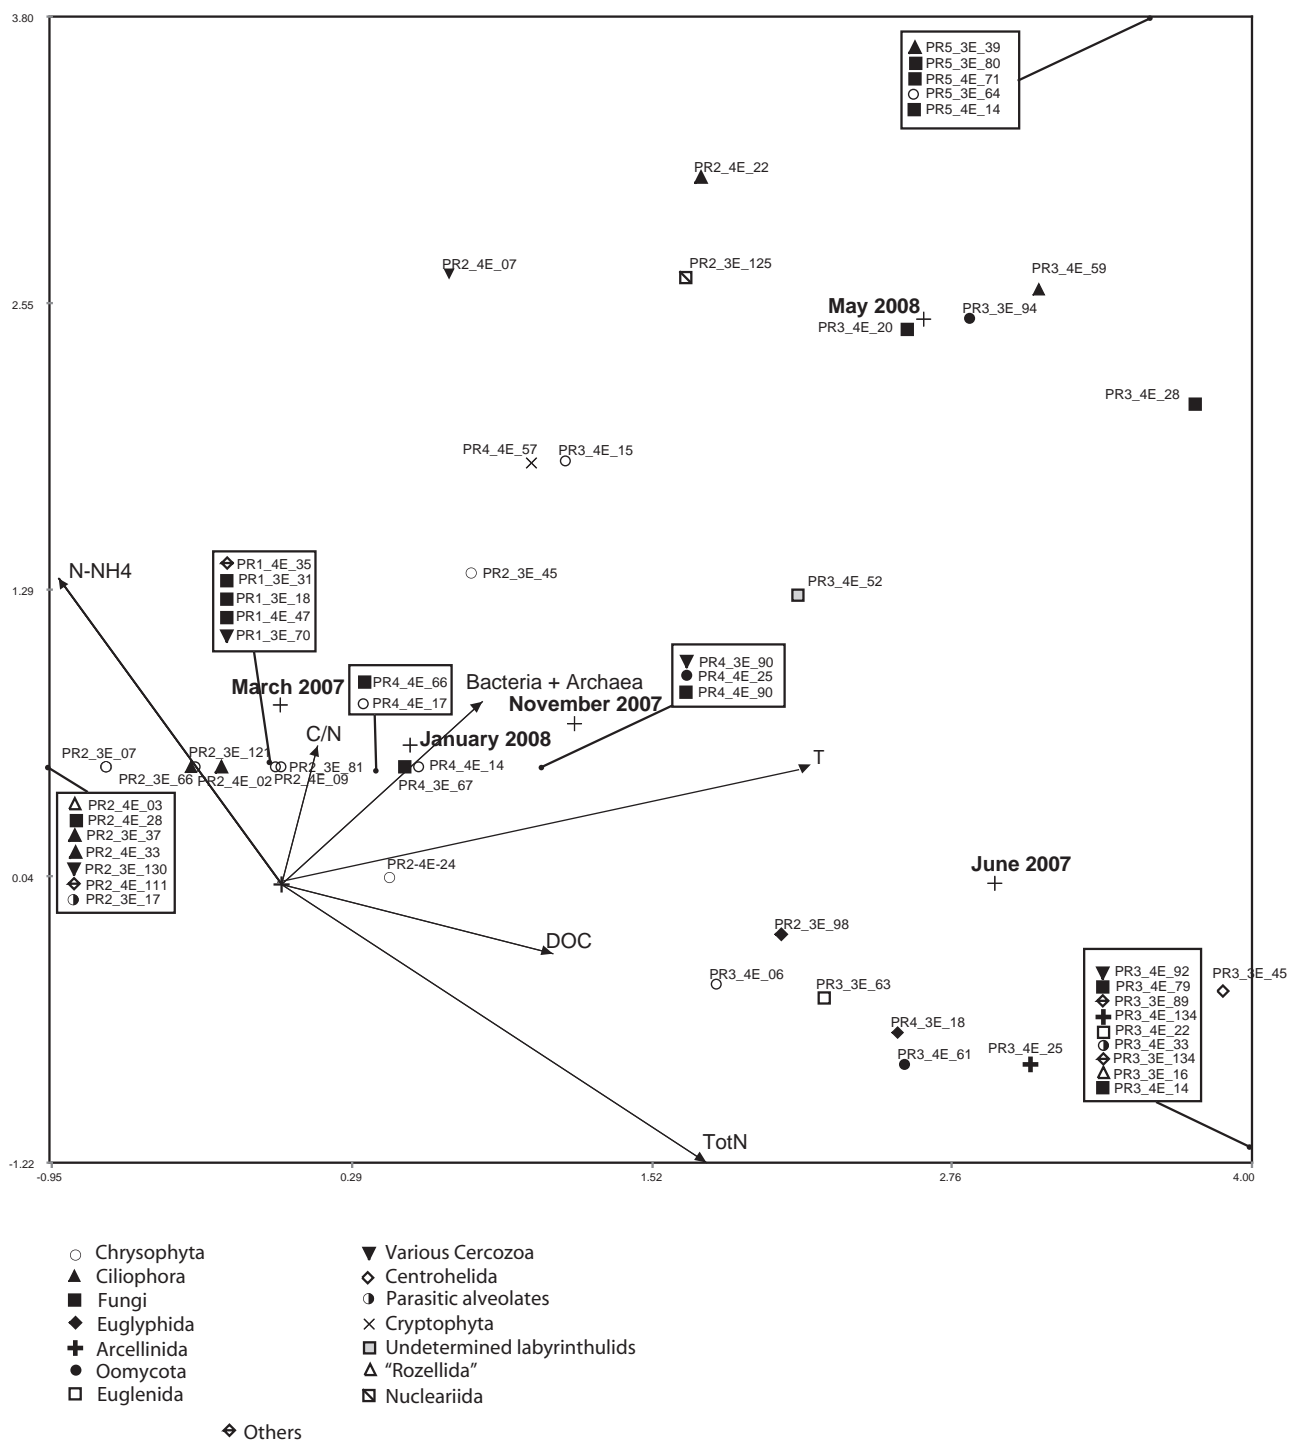 3.80
PR5_3E_39
PR5_3E_80
PR5_4E_71
PR5_3E_64
PR5_4E_14
PR2_4E_22
PR2_4E_07
PR2_3E_125
PR3_4E_59
2.55
May 2008
PR3_3E_94
PR3_4E_20
PR3_4E_28
PR4_4E_57
PR3_4E_15
N-NH4
PR1_4E_35
PR1_3E_31
PR1_3E_18
PR1_4E_47
PR1_3E_70
PR2_3E_45
1.29
PR3_4E_52
PR4_3E_90
PR4_4E_25
PR4_4E_90
March 2007
PR4_4E_66
PR4_4E_17
Bacteria + Archaea
November 2007
C/N
January 2008
PR2_3E_07
PR2_3E_121
PR2_3E_81
PR4_4E_14
T
PR2_3E_66
PR2_4E_02
PR2_4E_09
PR4_3E_67
PR2_4E_03
PR2_4E_28
PR2_3E_37
PR2_4E_33
PR2_3E_130
PR2_4E_111
PR2_3E_17
0.04
PR2-4E-24
June 2007
PR2_3E_98
DOC
PR3_4E_06
PR3_3E_63
PR4_3E_18
PR3_4E_61
PR3_4E_25
PR3_4E_92
PR3_4E_79
PR3_3E_89
PR3_4E_134
PR3_4E_22
PR3_4E_33
PR3_3E_134
PR3_3E_16
PR3_4E_14
PR3_3E_45
TotN
-1.22
-0.95
0.29
1.52
2.76
4.00
Chrysophyta
Ciliophora
Fungi
Euglyphida
Arcellinida
Oomycota
Euglenida
Various Cercozoa
Centrohelida
Parasitic alveolates
Cryptophyta
Undetermined labyrinthulids
“Rozellida”
Nucleariida
Others